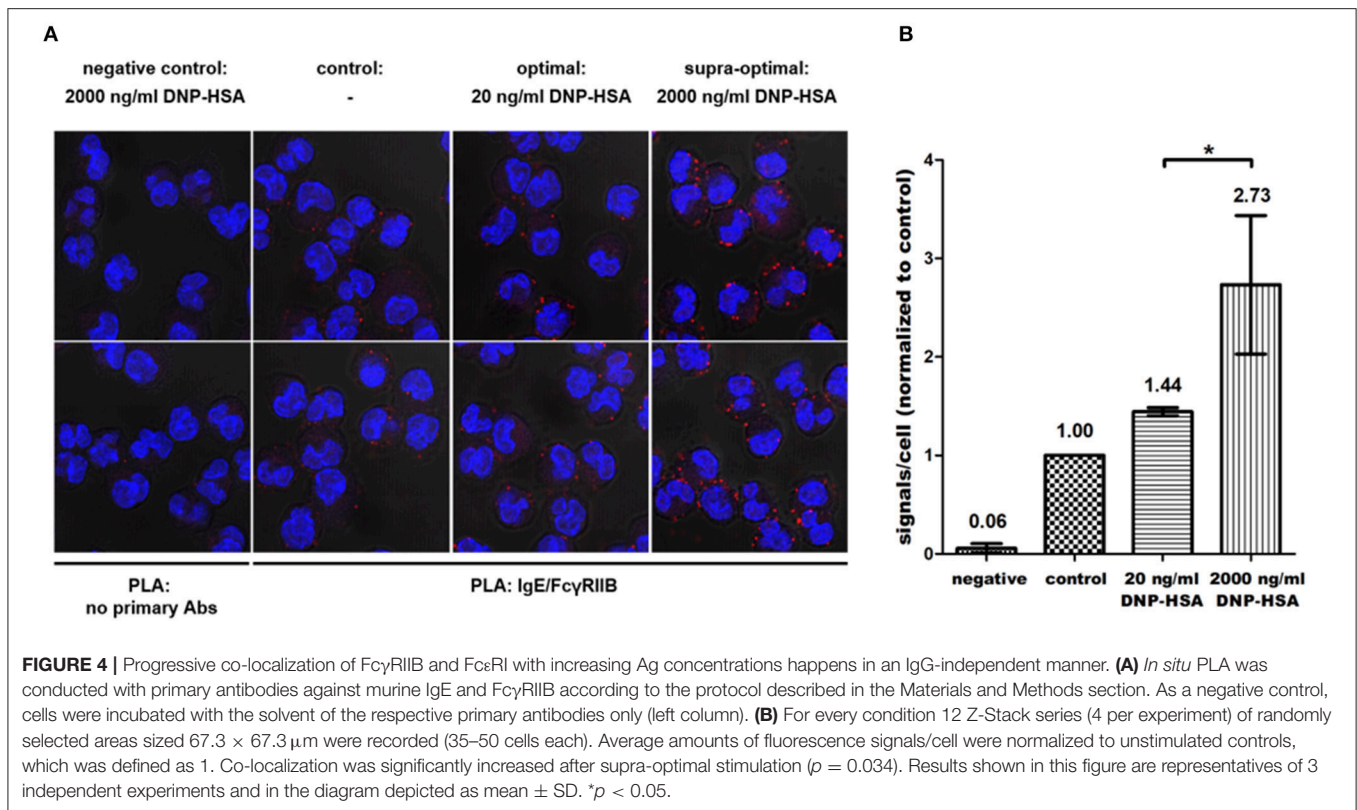 A
negative control:
2000 ng/ml DNP-HSA
control:
-
optimal:
20 ng/ml DNP-HSA
supra-optimal:
2000 ng/ml DNP-HSA
PLA:
no primary Abs
PLA: IgE/FcγRIIB
B
signals/cell (normalized to control)
4
3
2
1
0
*
0.06
1.00
1.44
2.73
negative
control
20 ng/ml
DNP-HSA
2000 ng/ml
DNP-HSA
FIGURE 4 | Progressive co-localization of FcγRIIB and FcεRI with increasing Ag concentrations happens in an IgG-independent manner. (A) In situ PLA was
conducted with primary antibodies against murine IgE and FcγRIIB according to the protocol described in the Materials and Methods section. As a negative control,
cells were incubated with the solvent of the respective primary antibodies only (left column). (B) For every condition 12 Z-Stack series (4 per experiment) of randomly
selected areas sized 67.3 × 67.3 μm were recorded (35–50 cells each). Average amounts of fluorescence signals/cell were normalized to unstimulated controls,
which was defined as 1. Co-localization was significantly increased after supra-optimal stimulation (p = 0.034). Results shown in this figure are representatives of 3
independent experiments and in the diagram depicted as mean ± SD. *p < 0.05.